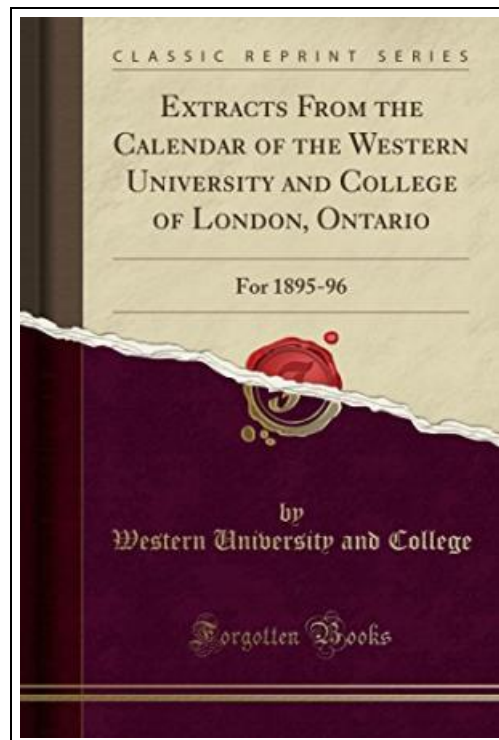 CLASSIC REPRINT SERIES
EXTRACTS FROM THE
CALENDAR OF THE WESTERN
UNIVERSITY AND COLLEGE
OF LONDON, ONTARIO
For 1895-96
by
Western University and College
Forgotten Books